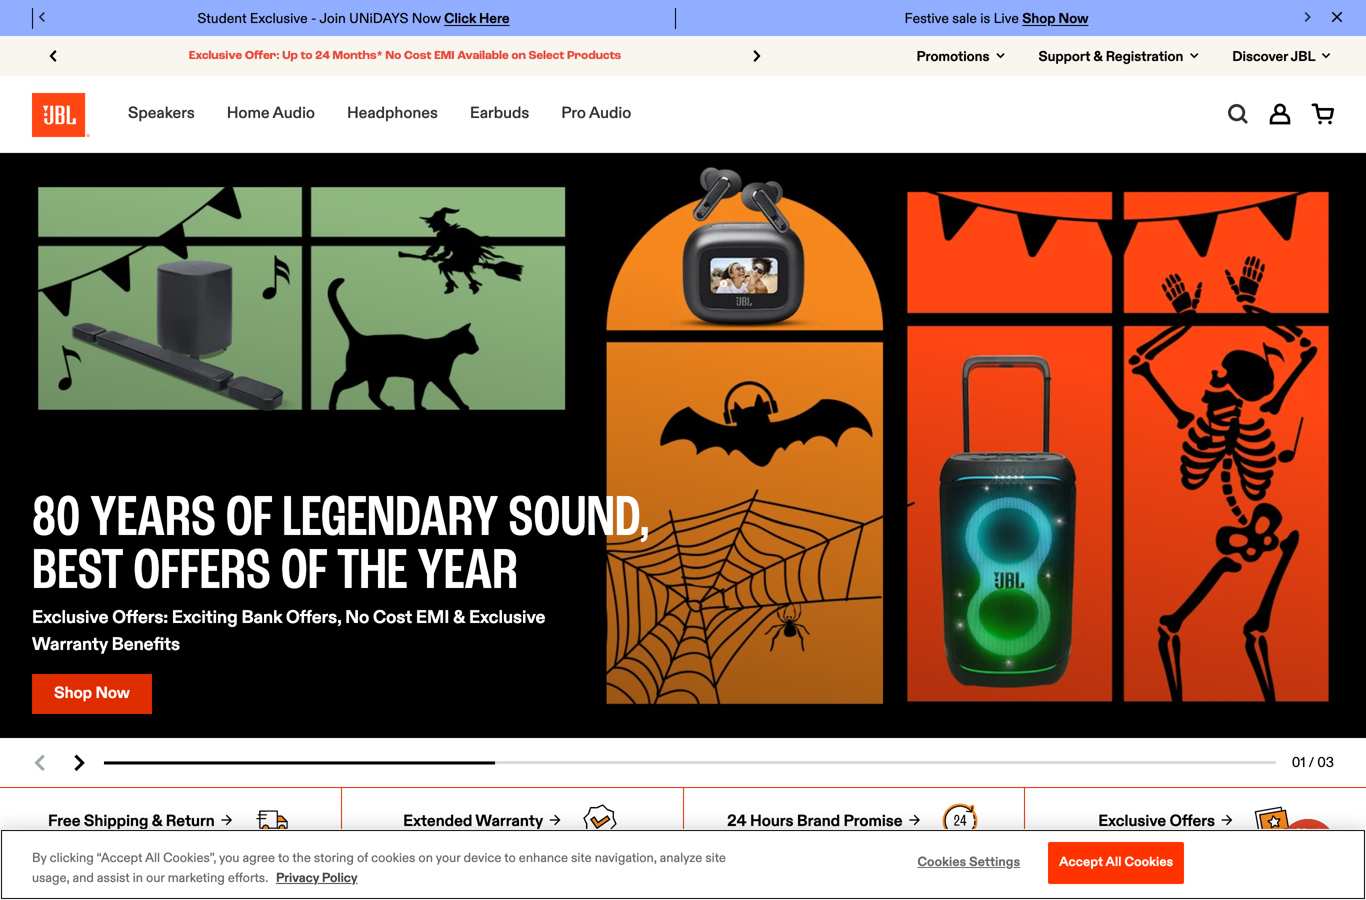 Student Exclusive - Join UNiDAYS Now Click Here
Festive sale is Live Shop Now
Exclusive Offer: Up to 24 Months* No Cost EMI Available on Select Products
Promotions
Support & Registration
Discover JBL
JBL
Speakers
Home Audio
Headphones
Earbuds
Pro Audio
JBL
JBL
80 YEARS OF LEGENDARY SOUND,
BEST OFFERS OF THE YEAR
Exclusive Offers: Exciting Bank Offers, No Cost EMI & Exclusive
Warranty Benefits
Shop Now
01 / 03
Free Shipping & Return
Extended Warranty
24 Hours Brand Promise
24
Exclusive Offers
By clicking “Accept All Cookies”, you agree to the storing of cookies on your device to enhance site navigation, analyze site
usage, and assist in our marketing efforts. Privacy Policy
Cookies Settings
Accept All Cookies